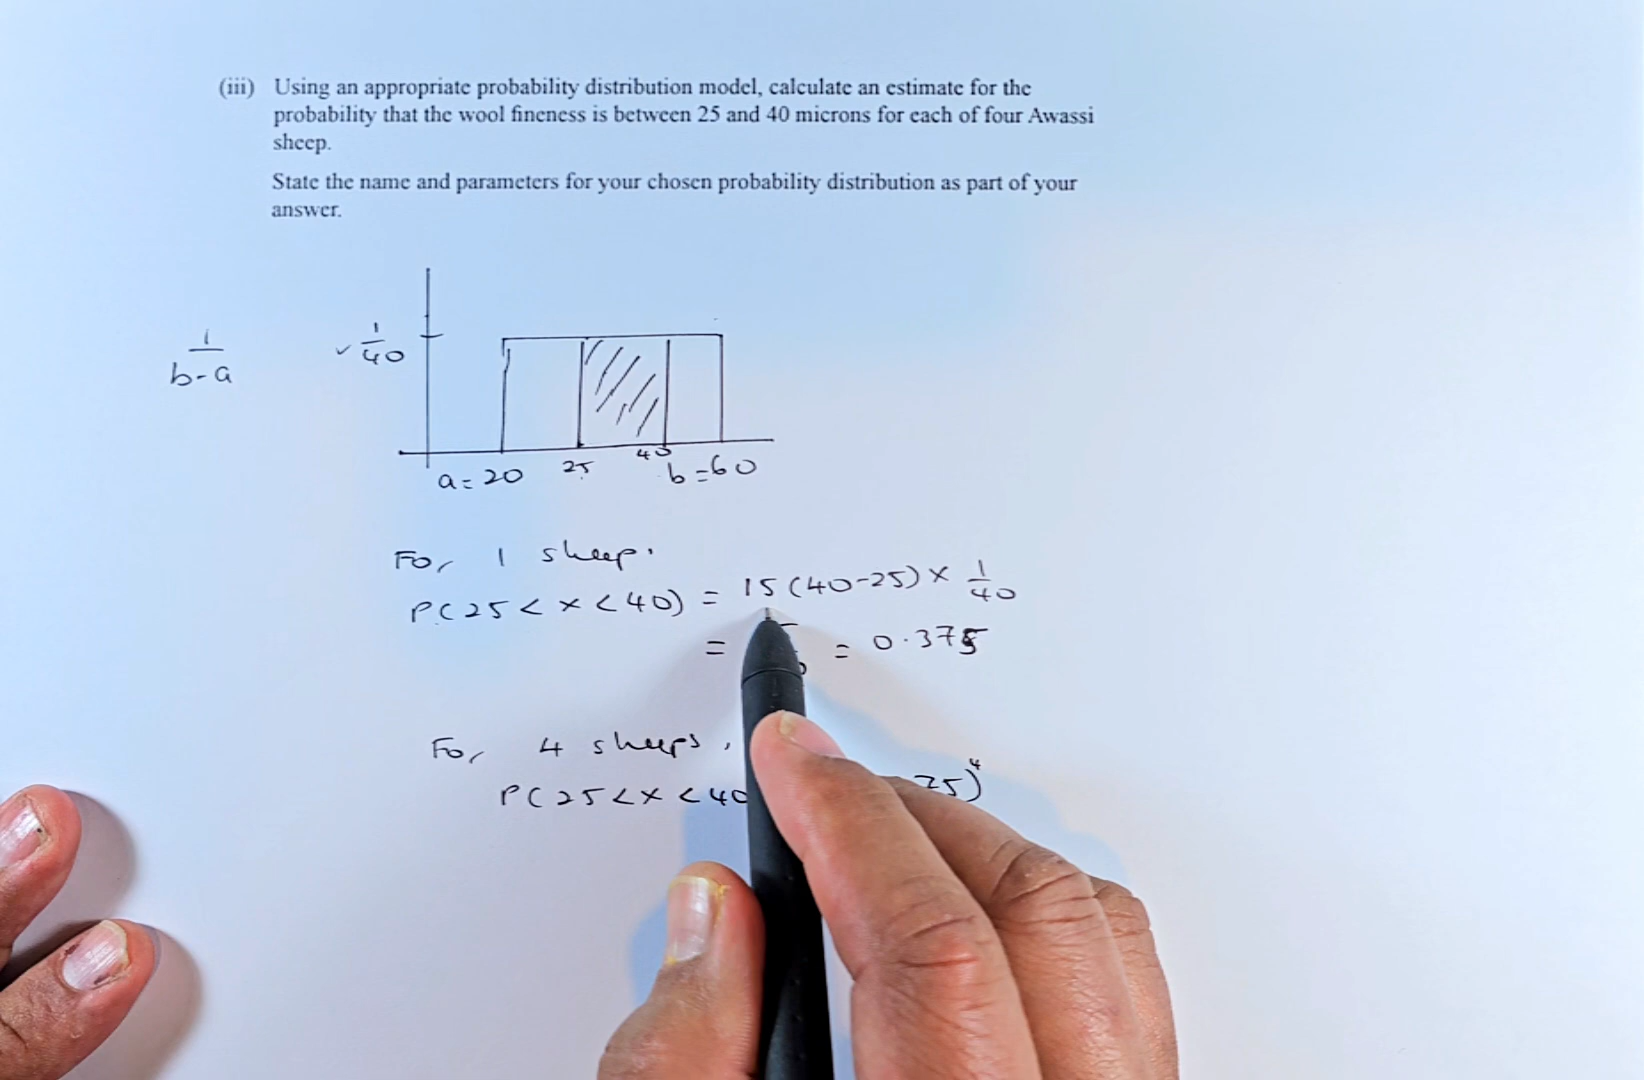 (iii) Using an appropriate probability distribution model, calculate an estimate for the
probability that the wool fineness is between 25 and 40 microns for each of four Awassi
sheep.
State the name and parameters for your chosen probability distribution as part of your
answer.
1/(b-a)
✓ 1/40
a = 20 25 40 b = 60
For 1 sheep.
P(25 < x < 40) = 15(40-25) × 1/40
= = 0.375
For 4 sheeps,
P(25 < x < 40 75)^4